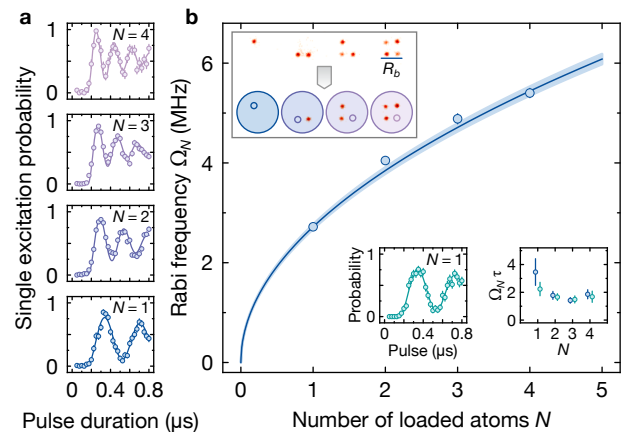 a
Single excitation probability
1
0
N = 4
1
0
N = 3
1
0
N = 2
1
0
N = 1
0 0.4 0.8
Pulse duration (μs)
b
Rabi frequency Ω_N (MHz)
6
4
2
0
0 1 2 3 4 5
Number of loaded atoms N
R_b
Probability
1
0
N = 1
0 0.4 0.8
Pulse (μs)
Ω_N τ
4
2
0
1 2 3 4
N